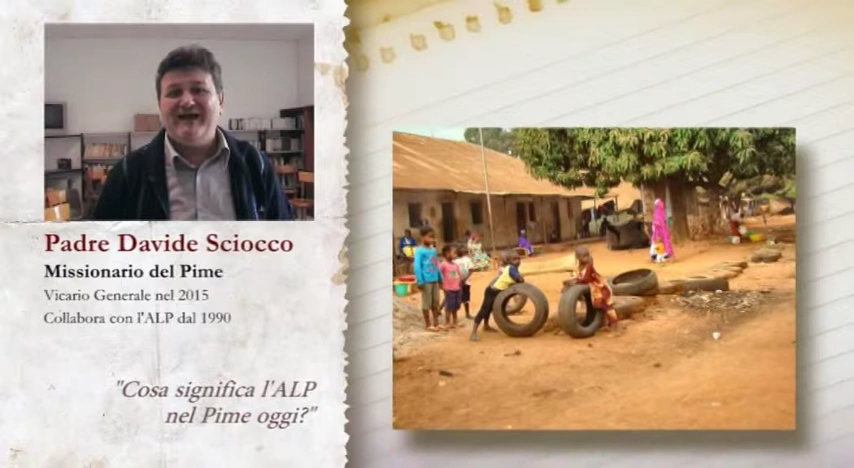 Padre Davide Sciocco
Missionario del Pime
Vicario Generale nel 2015
Collabora con l'ALP dal 1990
"Cosa significa l'ALP
nel Pime oggi?"